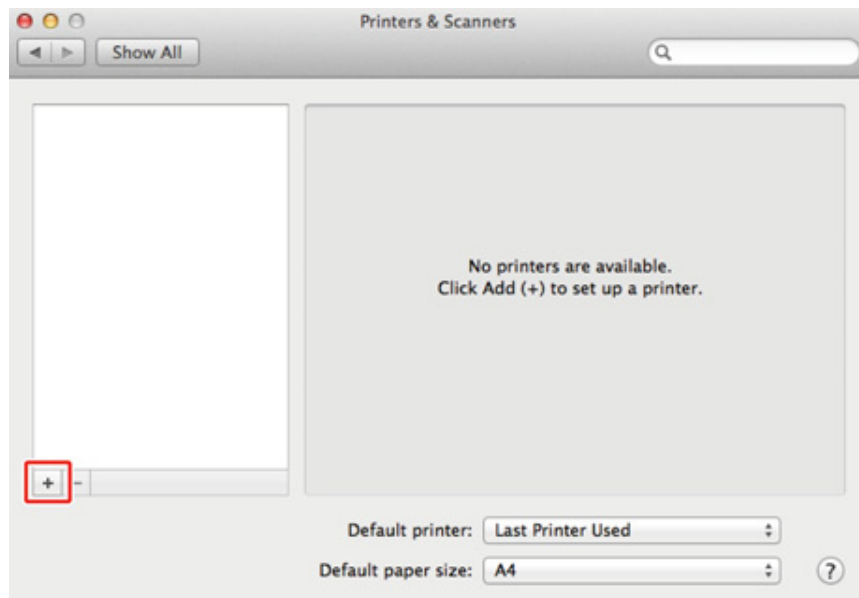 Printers & Scanners
Show All
No printers are available.
Click Add (+) to set up a printer.
+ -
Default printer: Last Printer Used
Default paper size: A4 ?